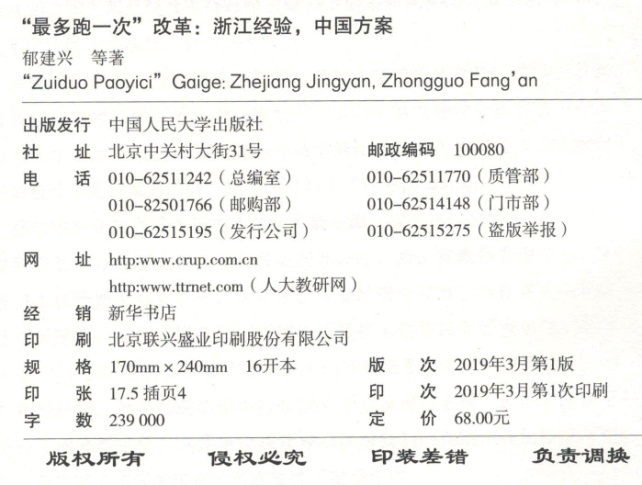 “最多跑一次”改革：浙江经验，中国方案
郁建兴 等著
“Zuiduo Paoyici” Gaige: Zhejiang Jingyan, Zhongguo Fang’an
出版发行 中国人民大学出版社
社 址 北京中关村大街31号 邮政编码 100080
电 话 010-62511242（总编室） 010-62511770（质管部）
010-82501766（邮购部） 010-62514148（门市部）
010-62515195（发行公司） 010-62515275（盗版举报）
网 址 http:www.crup.com.cn
http:www.ttrnet.com（人大教研网）
经 销 新华书店
印 刷 北京联兴盛业印刷股份有限公司
规 格 170mm×240mm 16开本 版 次 2019年3月第1版
印 张 17.5 插页4 印 次 2019年3月第1次印刷
字 数 239 000 定 价 68.00元
版权所有 侵权必究 印装差错 负责调换